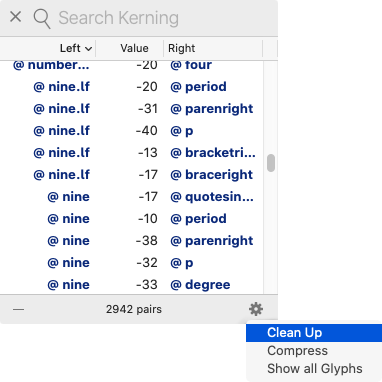 Search Kerning
Left Value Right
@ number... -20 @ four
@ nine.lf -20 @ period
@ nine.lf -31 @ parenright
@ nine.lf -40 @ p
@ nine.lf -13 @ bracketri...
@ nine.lf -17 @ braceright
@ nine -17 @ quotesin...
@ nine -10 @ period
@ nine -38 @ parenright
@ nine -32 @ p
@ nine -33 @ degree
2942 pairs
Clean Up
Compress
Show all Glyphs